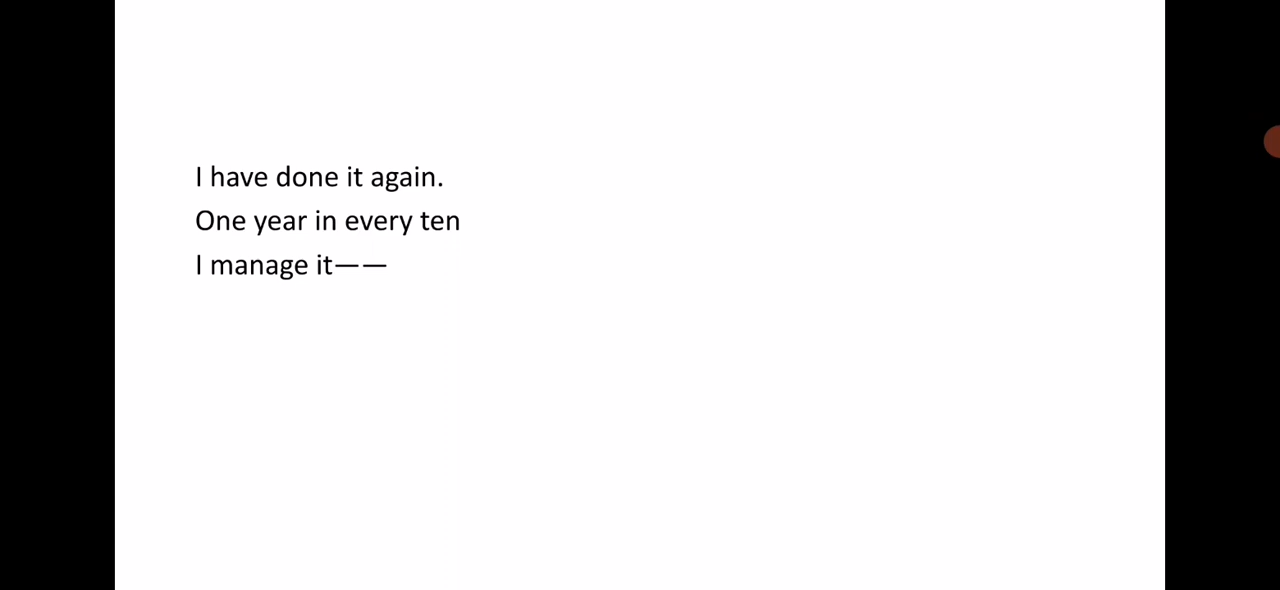 I have done it again.
One year in every ten
I manage it——